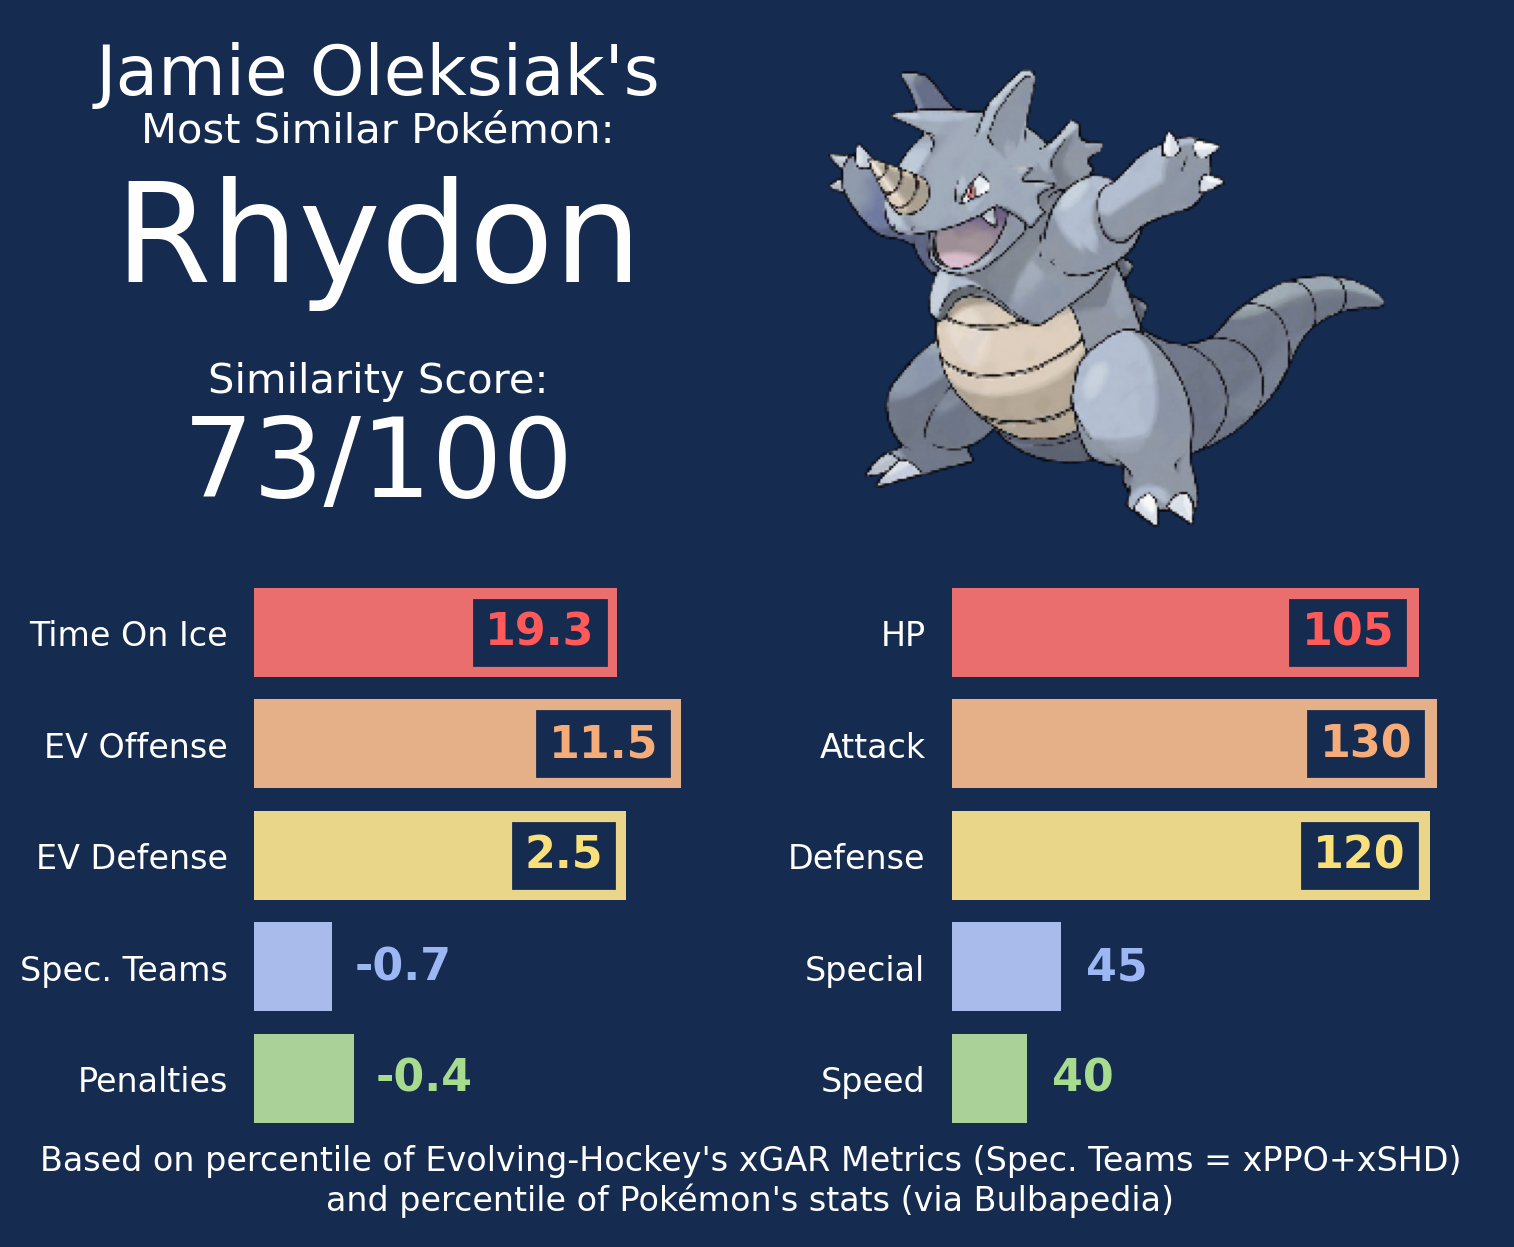 Jamie Oleksiak's
Most Similar Pokémon:
Rhydon
Similarity Score:
73/100
Time On Ice 19.3
EV Offense 11.5
EV Defense 2.5
Spec. Teams -0.7
Penalties -0.4
HP 105
Attack 130
Defense 120
Special 45
Speed 40
Based on percentile of Evolving-Hockey's xGAR Metrics (Spec. Teams = xPPO+xSHD)
and percentile of Pokémon's stats (via Bulbapedia)